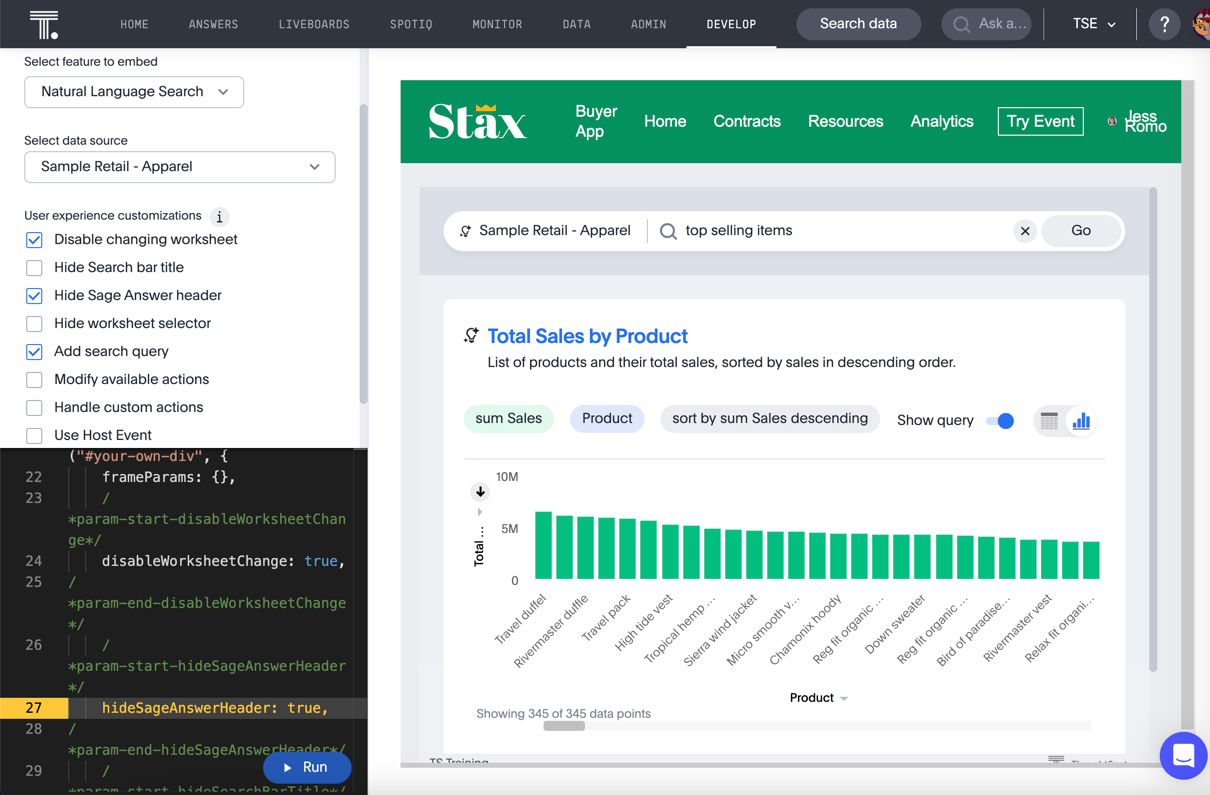 HOME ANSWERS LIVEBOARDS SPOTIQ MONITOR DATA ADMIN DEVELOP Search data Ask a... TSE ?
Select feature to embed
Natural Language Search
Select data source
Sample Retail - Apparel
User experience customizations i
Disable changing worksheet
Hide Search bar title
Hide Sage Answer header
Hide worksheet selector
Add search query
Modify available actions
Handle custom actions
Use Host Event
("#your-own-div", {
22 frameParams: {},
23 /
*param-start-disableWorksheetChan
ge*/
24 disableWorksheetChange: true,
25 /
*param-end-disableWorksheetChange
*/
26 /
*param-start-hideSageAnswerHeader
*/
27 hideSageAnswerHeader: true,
28 /
*param-end-hideSageAnswerHeader*/
29 /
*param-start-hideSearchBarTitle*/
Run
Stax
Buyer
App
Home Contracts Resources Analytics Try Event
Jess
Romo
Sample Retail - Apparel top selling items Go
Total Sales by Product
List of products and their total sales, sorted by sales in descending order.
sum Sales Product sort by sum Sales descending Show query
10M
5M
0
Total ...
Travel duffel
Rivermaster duffle
Travel pack
High tide vest
Tropical hemp ...
Sierra wind jacket
Micro smooth v...
Chamonix hoody
Reg fit organic ...
Down sweater
Reg fit organic ...
Bird of paradise...
Rivermaster vest
Relax fit organi...
Product
Showing 345 of 345 data points
TS Training